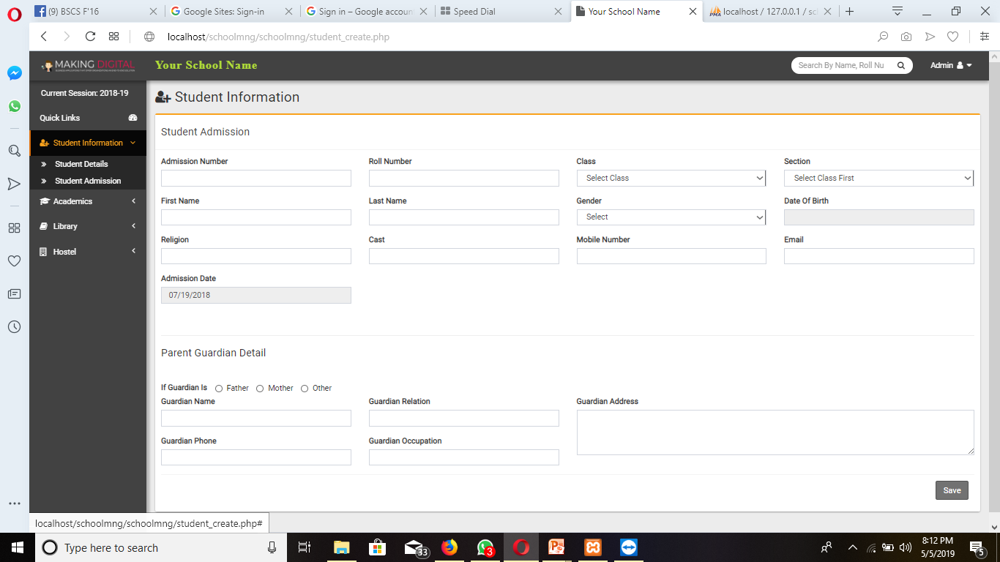 (9) BSCS F'16 Google Sites: Sign-in Sign in – Google accoun Speed Dial Your School Name localhost / 127.0.0.1 / sc
localhost/schoolmng/schoolmng/student_create.php
MAKING DIGITAL Your School Name Search By Name, Roll Nu Admin
Current Session: 2018-19
Quick Links
Student Information
Student Details
Student Admission
Academics
Library
Hostel
Student Information
Student Admission
Admission Number Roll Number Class Section
Select Class Select Class First
First Name Last Name Gender Date Of Birth
Select
Religion Cast Mobile Number Email
Admission Date
07/19/2018
Parent Guardian Detail
If Guardian Is Father Mother Other
Guardian Name Guardian Relation Guardian Address
Guardian Phone Guardian Occupation
Save
localhost/schoolmng/schoolmng/student_create.php#
Type here to search 33 3 8:12 PM
5/5/2019 5